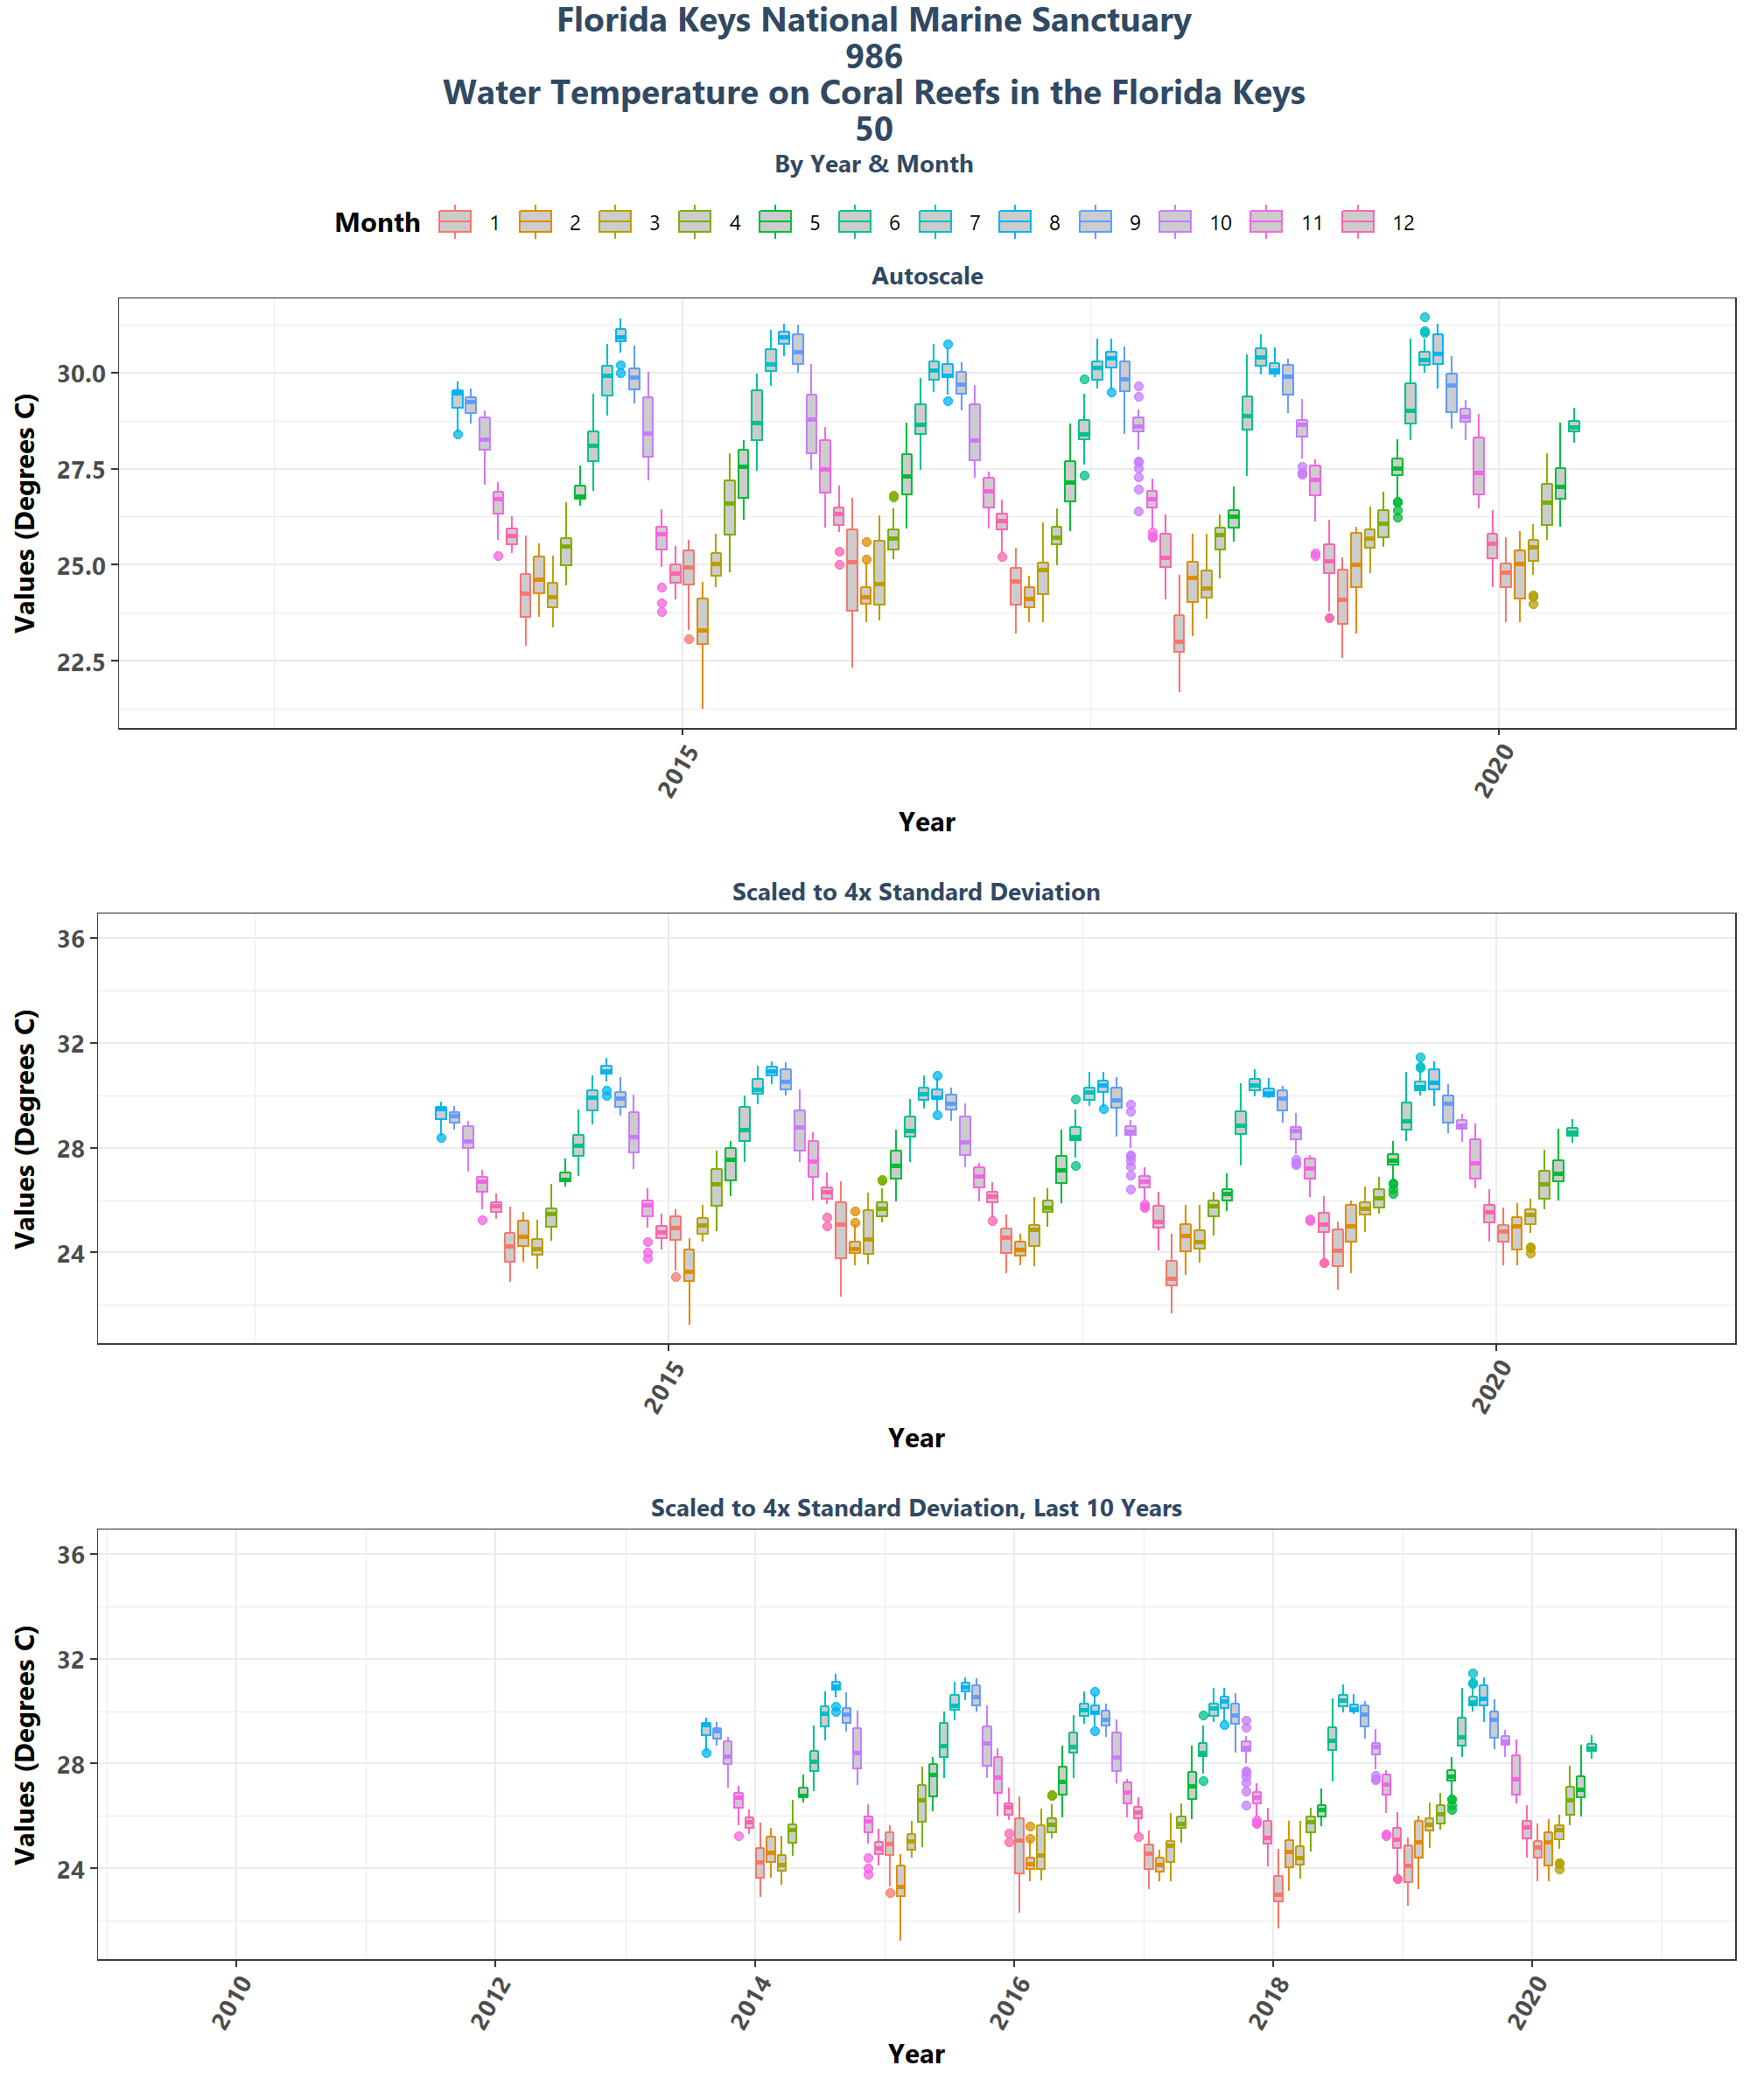 Florida Keys National Marine Sanctuary
986
Water Temperature on Coral Reefs in the Florida Keys
50
By Year & Month
Month 1 2 3 4 5 6 7 8 9 10 11 12
Autoscale
Values (Degrees C)
30.0
27.5
25.0
22.5
2015 2020
Year
Scaled to 4x Standard Deviation
Values (Degrees C)
36
32
28
24
2015 2020
Year
Scaled to 4x Standard Deviation, Last 10 Years
Values (Degrees C)
36
32
28
24
2010 2012 2014 2016 2018 2020
Year